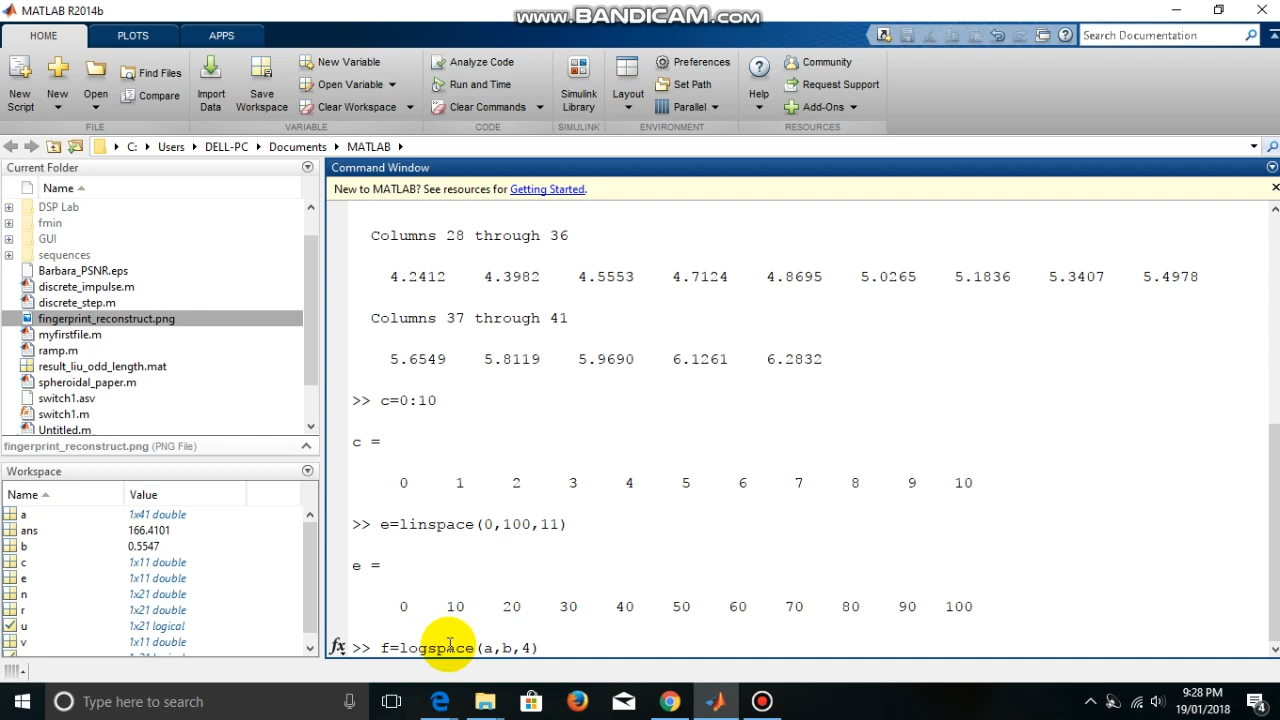 MATLAB R2014b
www.BANDICAM.com
HOME PLOTS APPS
Search Documentation
New Script
New
Open
Find Files
Compare
FILE
Import Data
Save Workspace
New Variable
Open Variable
Clear Workspace
VARIABLE
Analyze Code
Run and Time
Clear Commands
CODE
Simulink Library
SIMULINK
Layout
Preferences
Set Path
Parallel
ENVIRONMENT
Help
Community
Request Support
Add-Ons
RESOURCES
C: Users DELL-PC Documents MATLAB
Current Folder
Name
DSP Lab
fmin
GUI
sequences
Barbara_PSNR.eps
discrete_impulse.m
discrete_step.m
fingerprint_reconstruct.png
myfirstfile.m
ramp.m
result_liu_odd_length.mat
spheroidal_paper.m
switch1.asv
switch1.m
Untitled.m
fingerprint_reconstruct.png (PNG File)
Workspace
Name Value
a 1x41 double
ans 166.4101
b 0.5547
c 1x11 double
e 1x11 double
n 1x21 double
r 1x21 double
u 1x21 logical
v 1x11 double
Command Window
New to MATLAB? See resources for Getting Started.
Columns 28 through 36
4.2412 4.3982 4.5553 4.7124 4.8695 5.0265 5.1836 5.3407 5.4978
Columns 37 through 41
5.6549 5.8119 5.9690 6.1261 6.2832
>> c=0:10
c =
0 1 2 3 4 5 6 7 8 9 10
>> e=linspace(0,100,11)
e =
0 10 20 30 40 50 60 70 80 90 100
fx >> f=logspace(a,b,4)
Type here to search
9:28 PM
19/01/2018
4